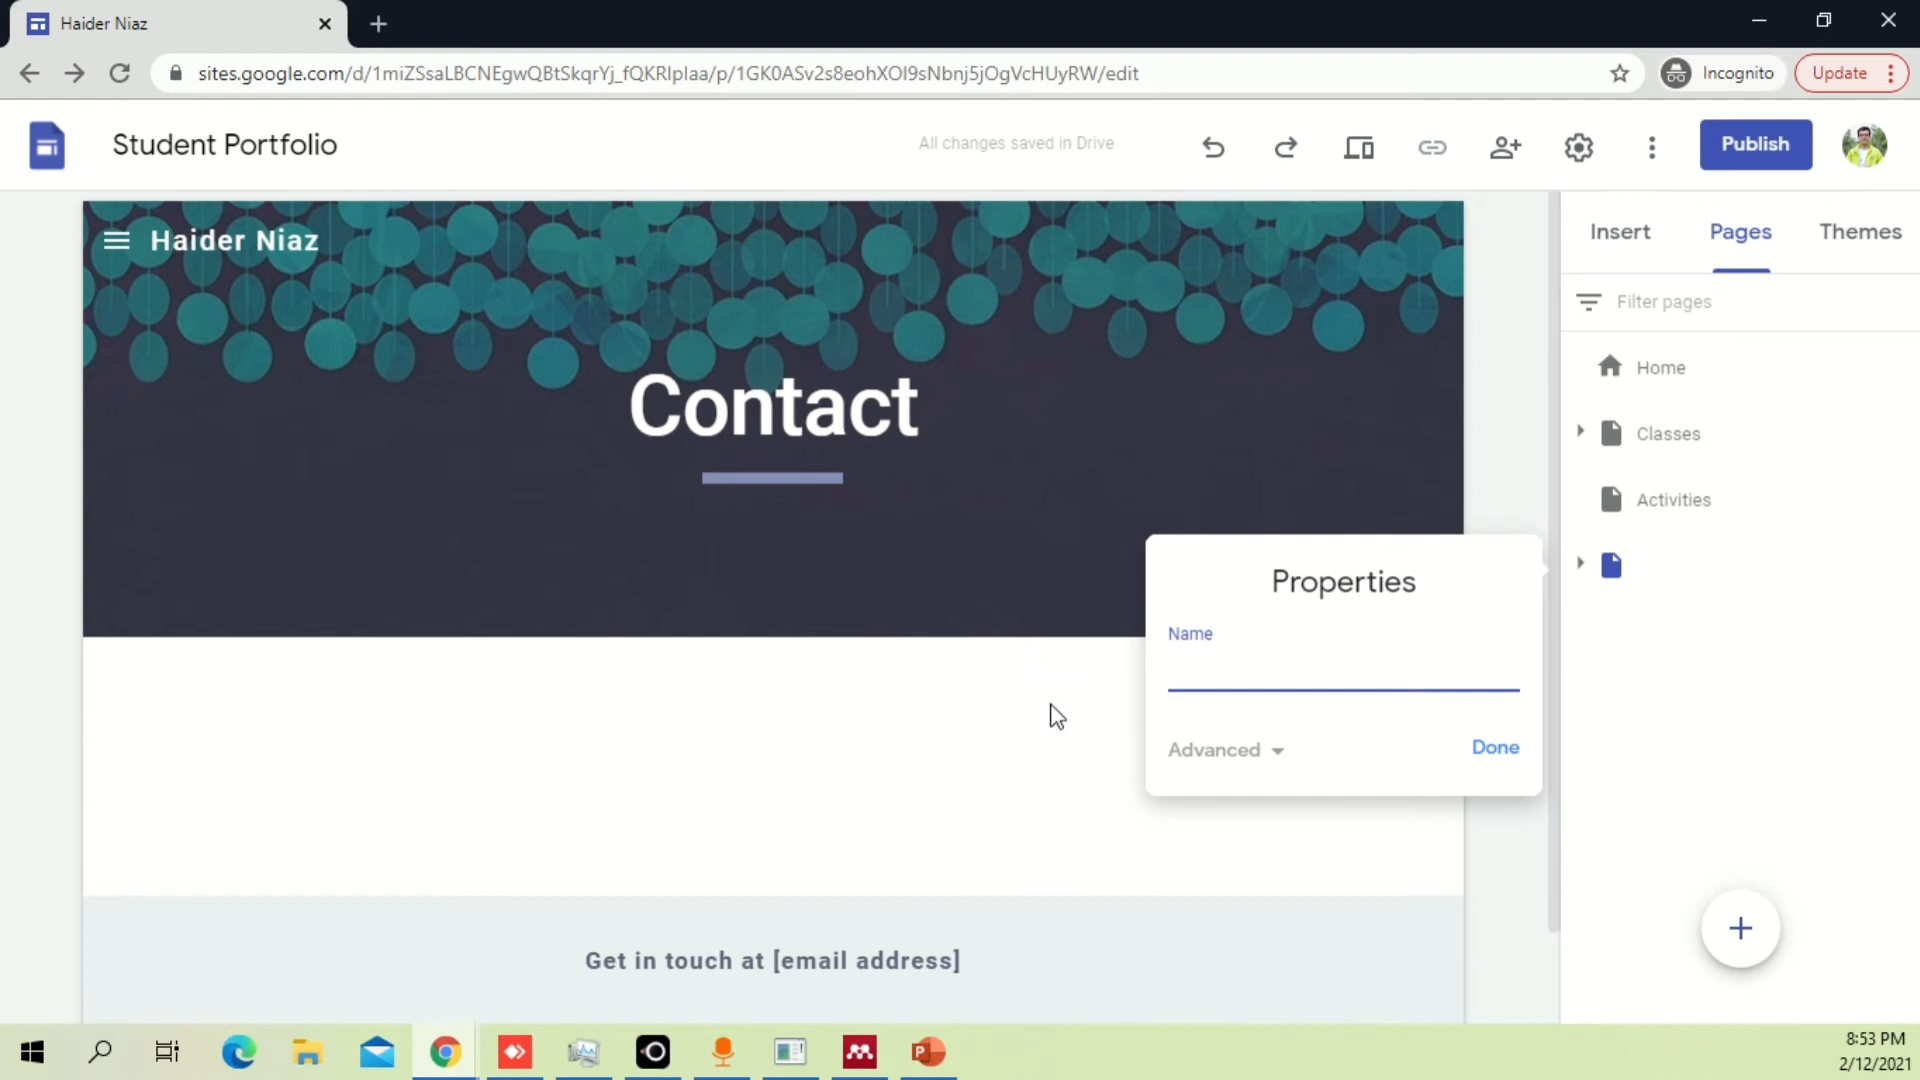 Haider Niaz
sites.google.com/d/1miZSsaLBCNEgwQBtSkqrYj_fQKRIpIaa/p/1GK0ASv2s8eohXOI9sNbnj5jOgVcHUyRW/edit
Incognito
Update
Student Portfolio
All changes saved in Drive
Publish
Haider Niaz
Contact
Insert
Pages
Themes
Filter pages
Home
Classes
Activities
Properties
Name
Advanced
Done
Get in touch at [email address]
8:53 PM
2/12/2021